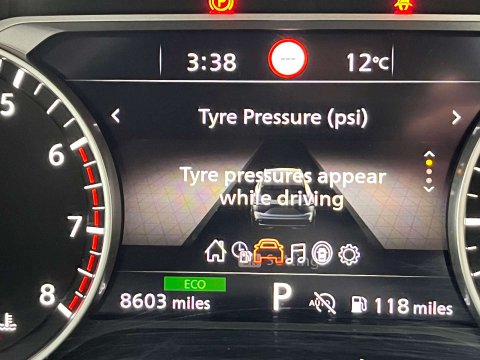 P
3:38
12°C
Tyre Pressure (psi)
5
Tyre pressures appear
while driving
6
7
ECO
8
8603 miles
P
118 miles